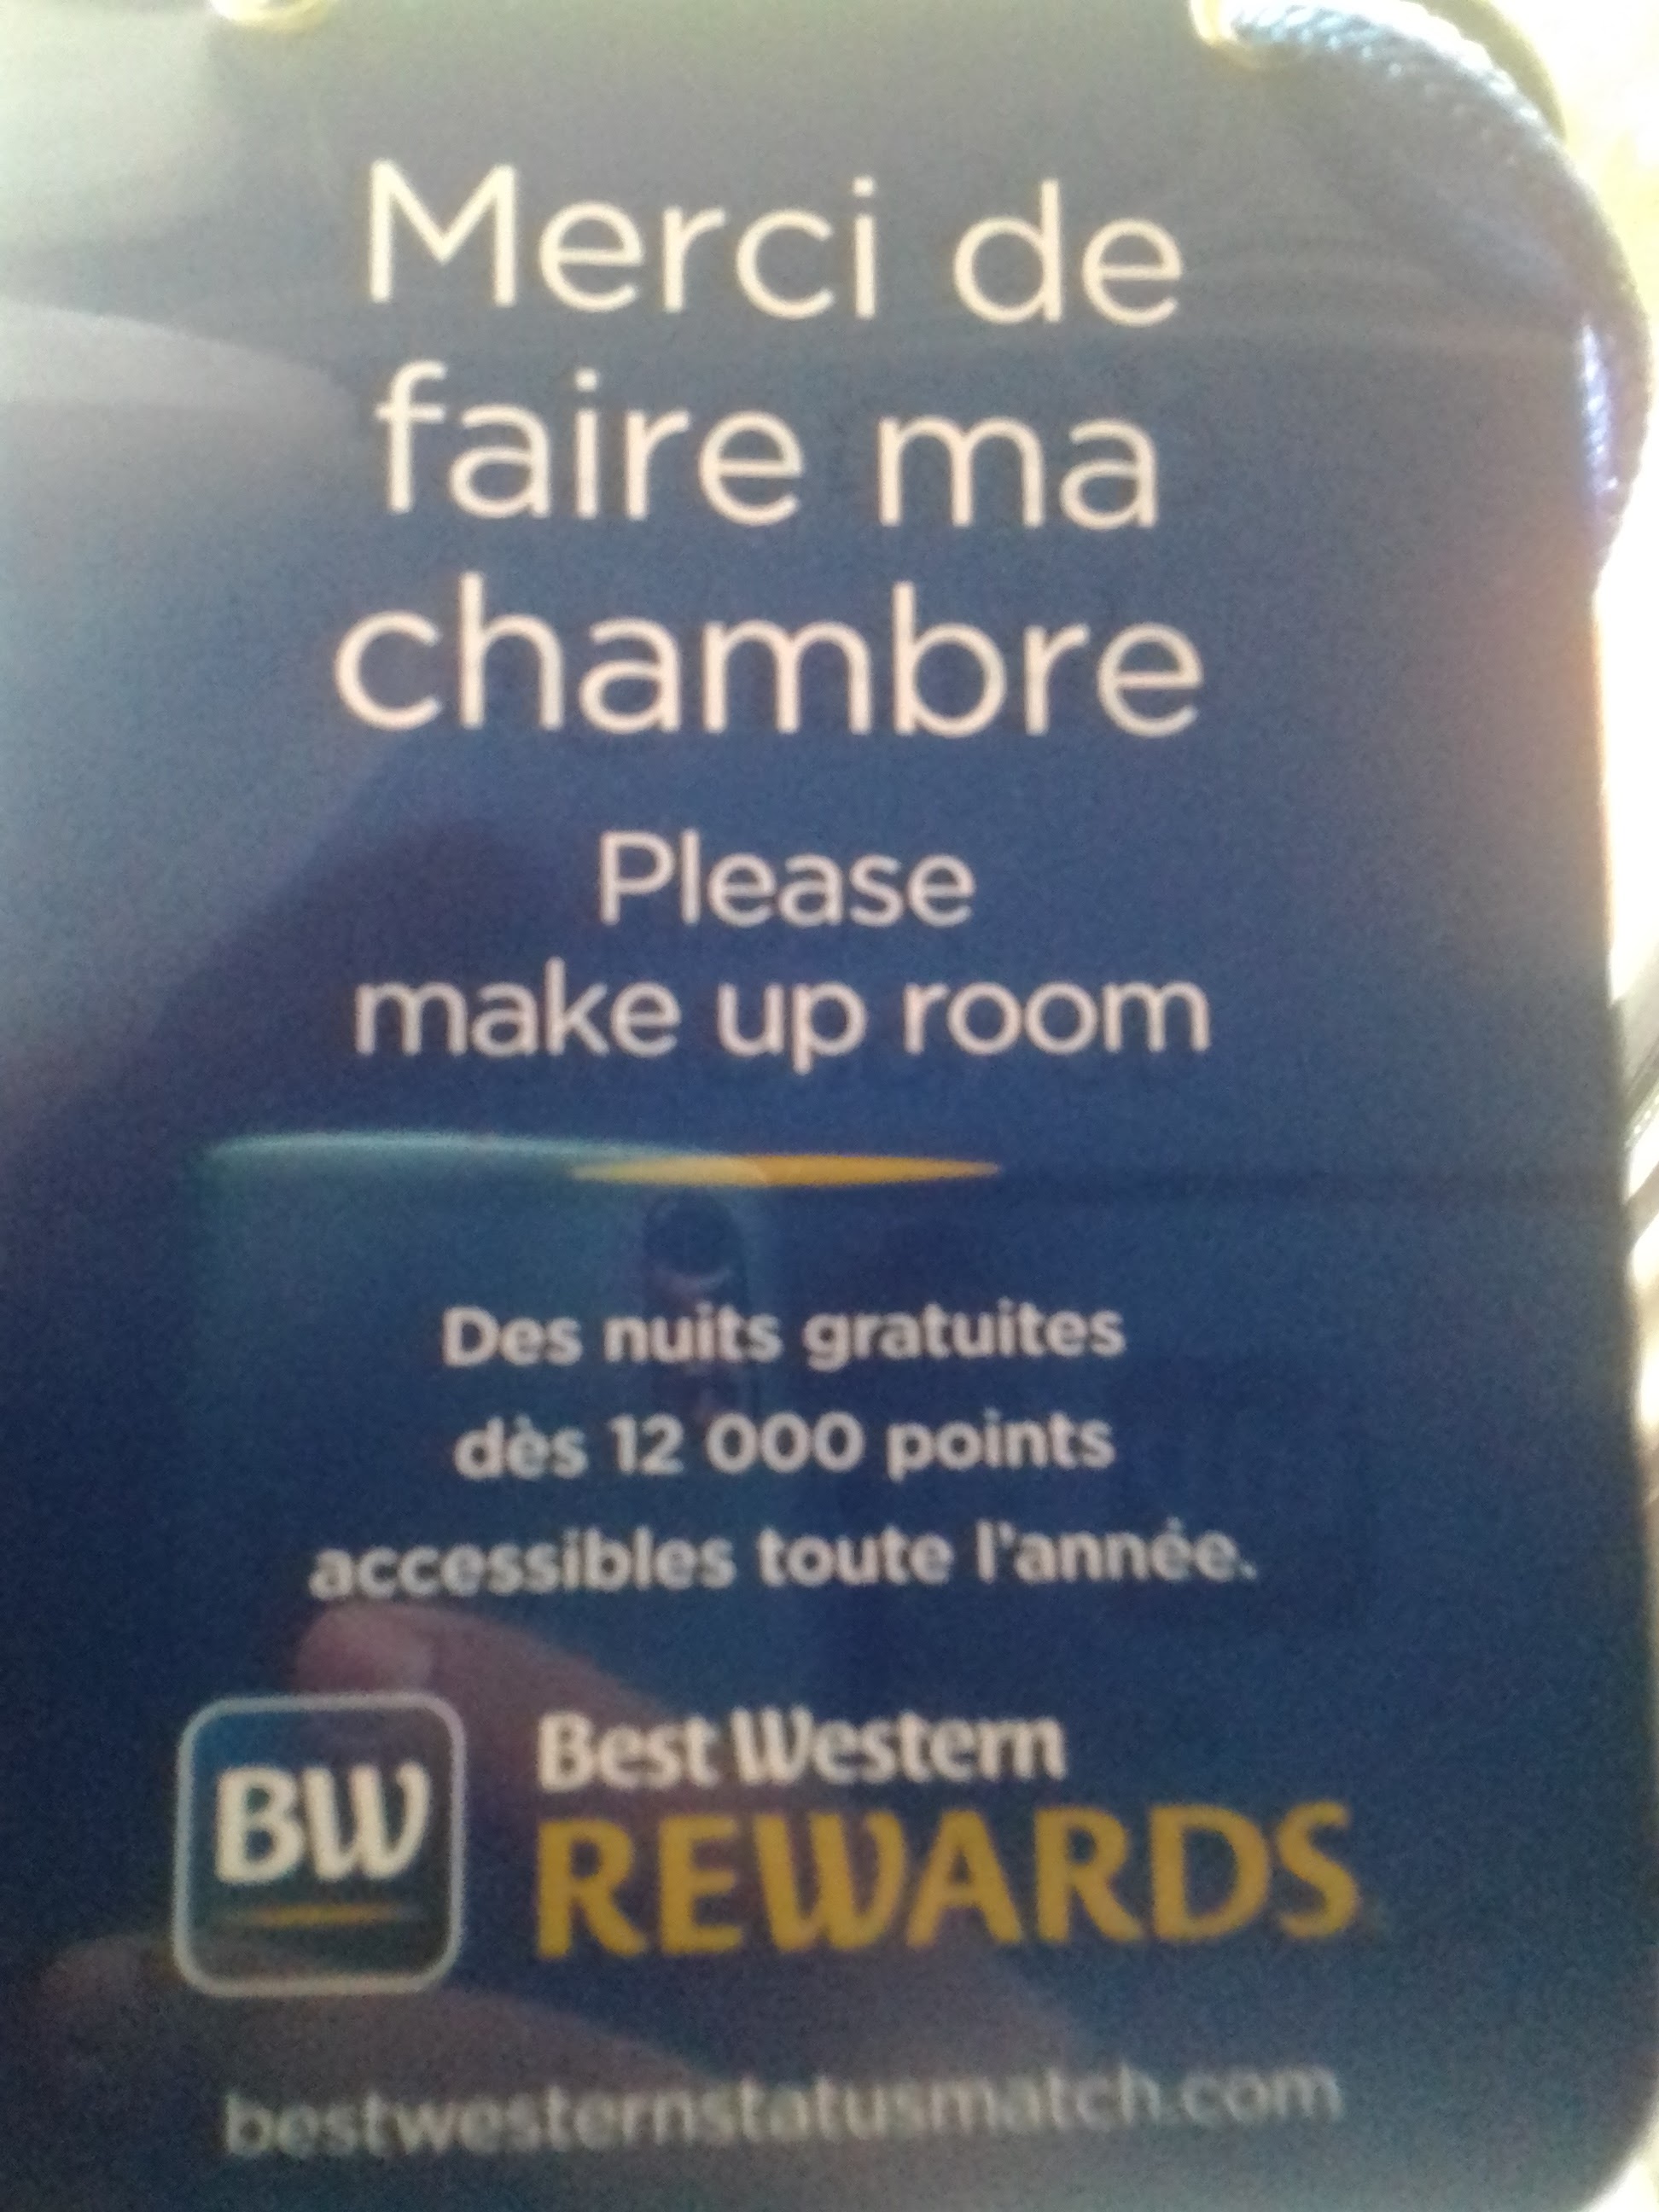 Merci de
faire ma
chambre
Please
make up room
Des nuits gratuites
dès 12 000 points
accessibles toute l'année.
BW
Best Western
REWARDS
bestwesternstatusmatch.com